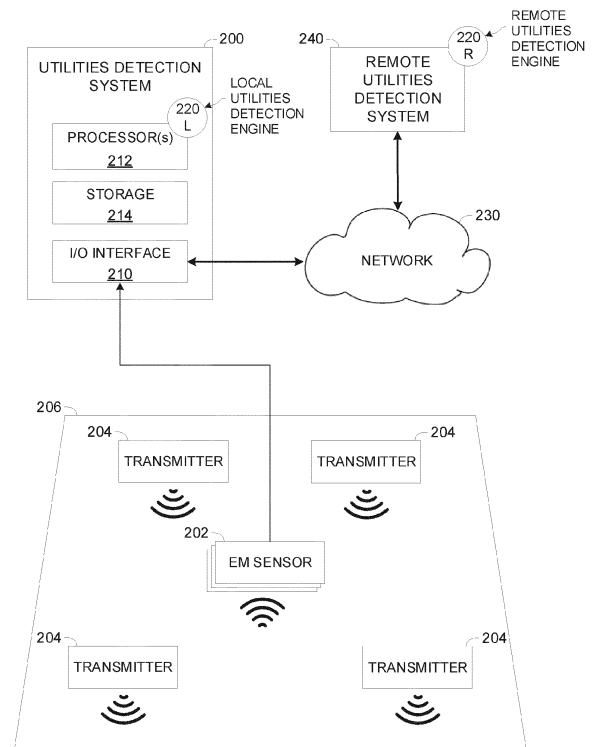 200
UTILITIES DETECTION
SYSTEM
220
L
LOCAL
UTILITIES
DETECTION
ENGINE
PROCESSOR(s)
212
STORAGE
214
I/O INTERFACE
210
240
REMOTE
UTILITIES
DETECTION
SYSTEM
220
R
REMOTE
UTILITIES
DETECTION
ENGINE
230
NETWORK
206
204
TRANSMITTER
204
TRANSMITTER
202
EM SENSOR
204
TRANSMITTER
204
TRANSMITTER